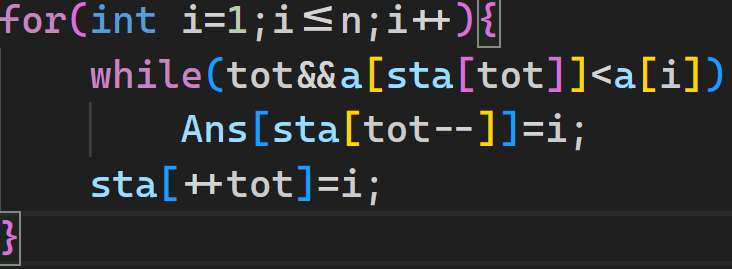 for(int i=1;i<=n;i++){
    while(tot&&a[sta[tot]]<a[i])
        Ans[sta[tot--]]=i;
    sta[++tot]=i;
}